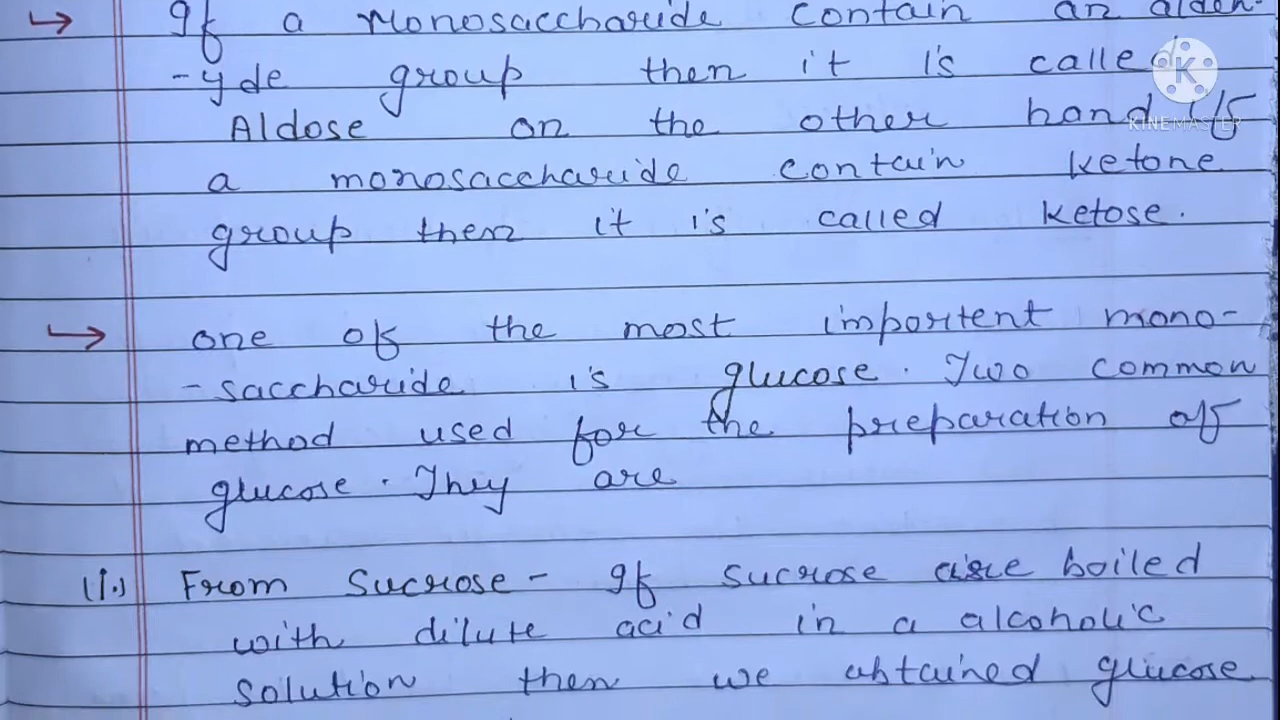 → If a Monosaccharide contain an aldeh-
-yde group then it is called
Aldose on the other hand if
a monosaccharide contain ketone
group then it is called ketose.
→ one of the most importent mono-
-saccharide is glucose. Two common
method used for the preparation of
glucose. They are
(1.) From Sucrose - If sucrose are boiled
with dilute acid in a alcoholic
solution then we obtained glucose
K
KINEMASTER